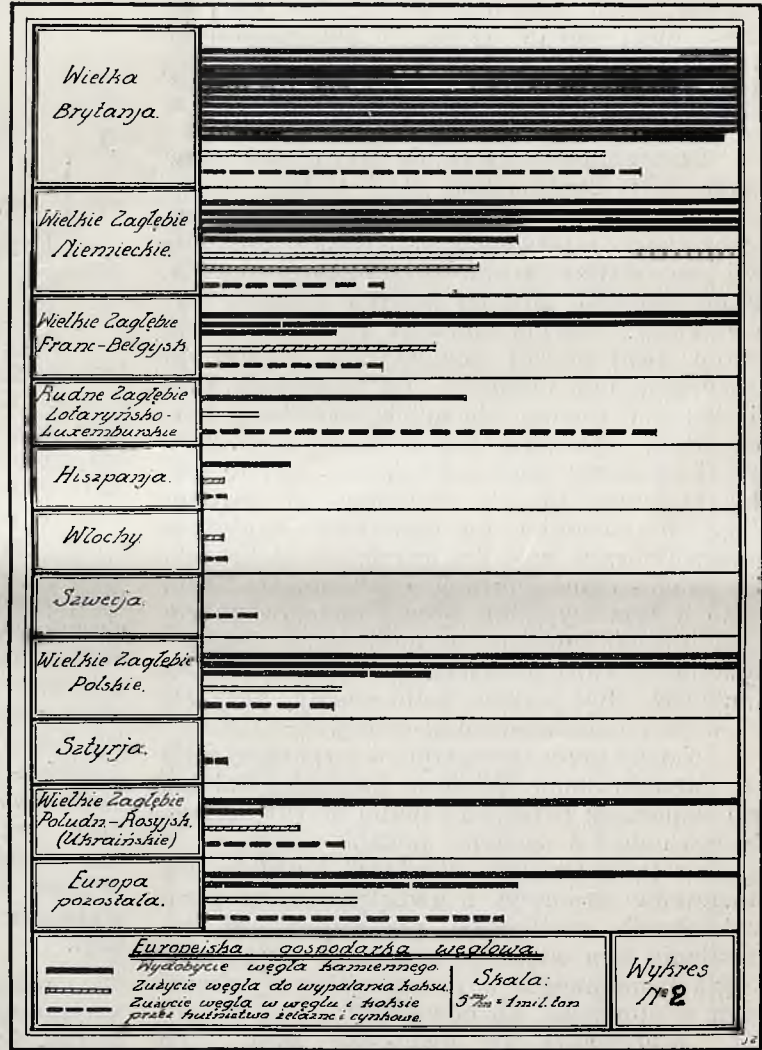 Wielka
Brytanja.
Wielkie Zagłębie
Niemieckie.
Wielkie Zagłębie
Franc-Belgijsk
Rudne Zagłębie
Lotaryńsko-
Luxemburskie
Hiszpanja.
Włochy
Szwecja.
Wielkie Zagłębie
Polskie.
Sztyrja.
Wielkie Zagłębie
Połudn-Rosyjsk.
(Ukraińskie)
Europa
pozostała.
Europejska gospodarka węglowa.
Wydobycie węgla kamiennego.
Zużycie węgla do wypalania koksu.
Zużycie węgla w węglu i koksie
przez hutnictwo żelazne i cynkowe.
Skala:
5 m/m = 1 mil. ton
Wykres
Nº 2